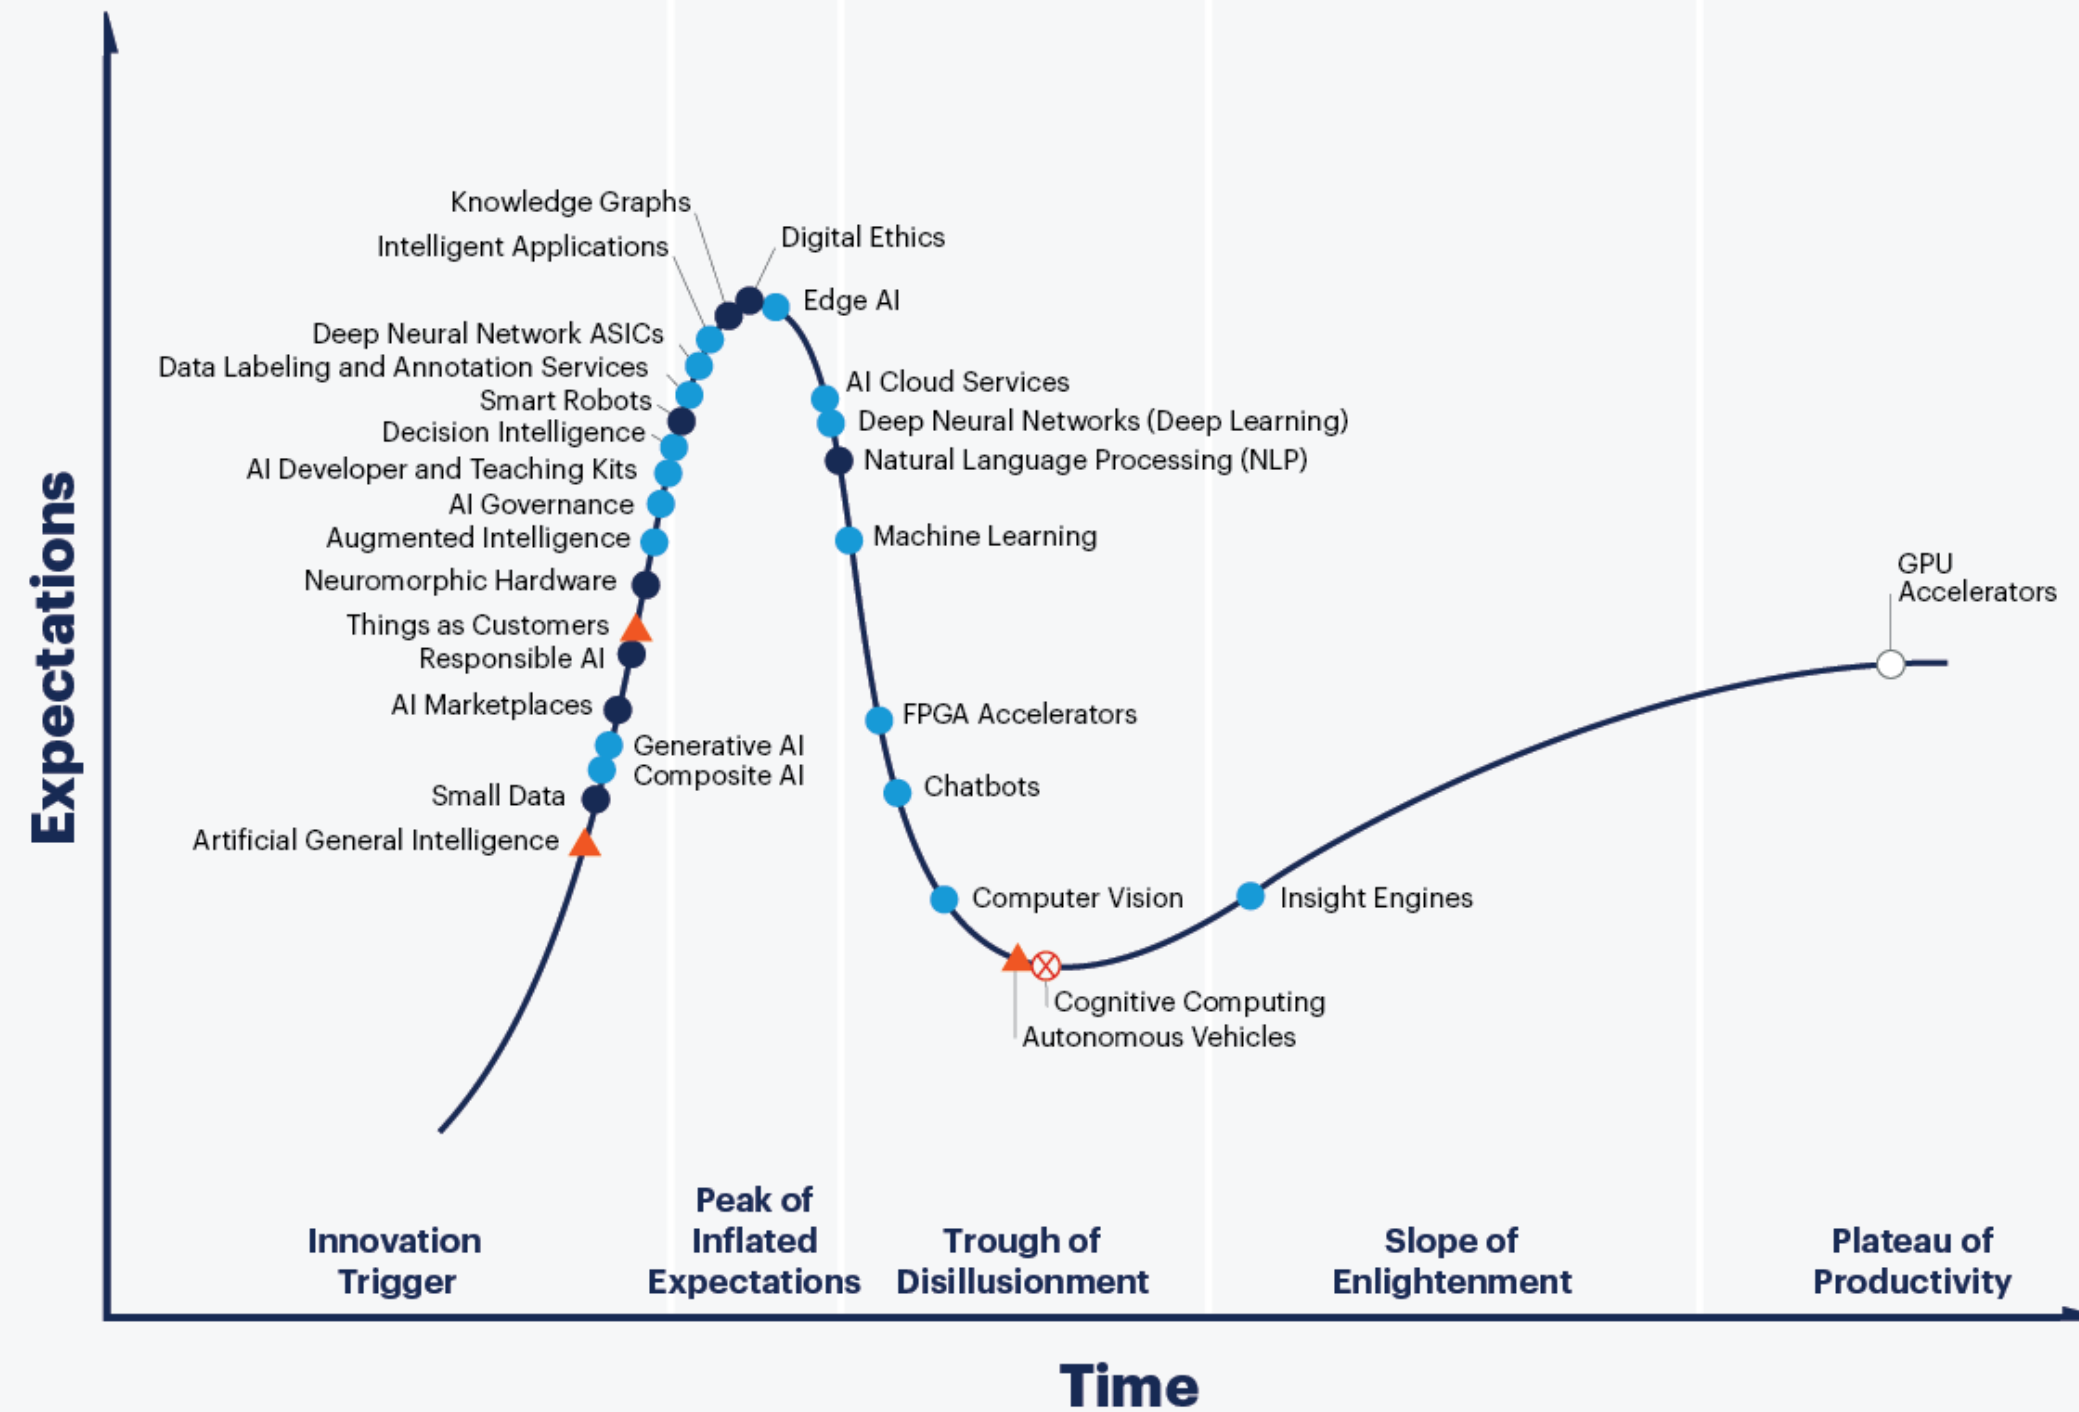 Knowledge Graphs
Digital Ethics
Intelligent Applications
Edge AI
Deep Neural Network ASICs
Data Labeling and Annotation Services
AI Cloud Services
Smart Robots
Deep Neural Networks (Deep Learning)
Decision Intelligence
Natural Language Processing (NLP)
AI Developer and Teaching Kits
AI Governance
Augmented Intelligence
Machine Learning
GPU
Accelerators
Neuromorphic Hardware
Things as Customers
Responsible AI
AI Marketplaces
FPGA Accelerators
Generative AI
Composite AI
Chatbots
Small Data
Artificial General Intelligence
Computer Vision
Insight Engines
Cognitive Computing
Autonomous Vehicles
Expectations
Innovation
Trigger
Peak of
Inflated
Expectations
Trough of
Disillusionment
Slope of
Enlightenment
Plateau of
Productivity
Time